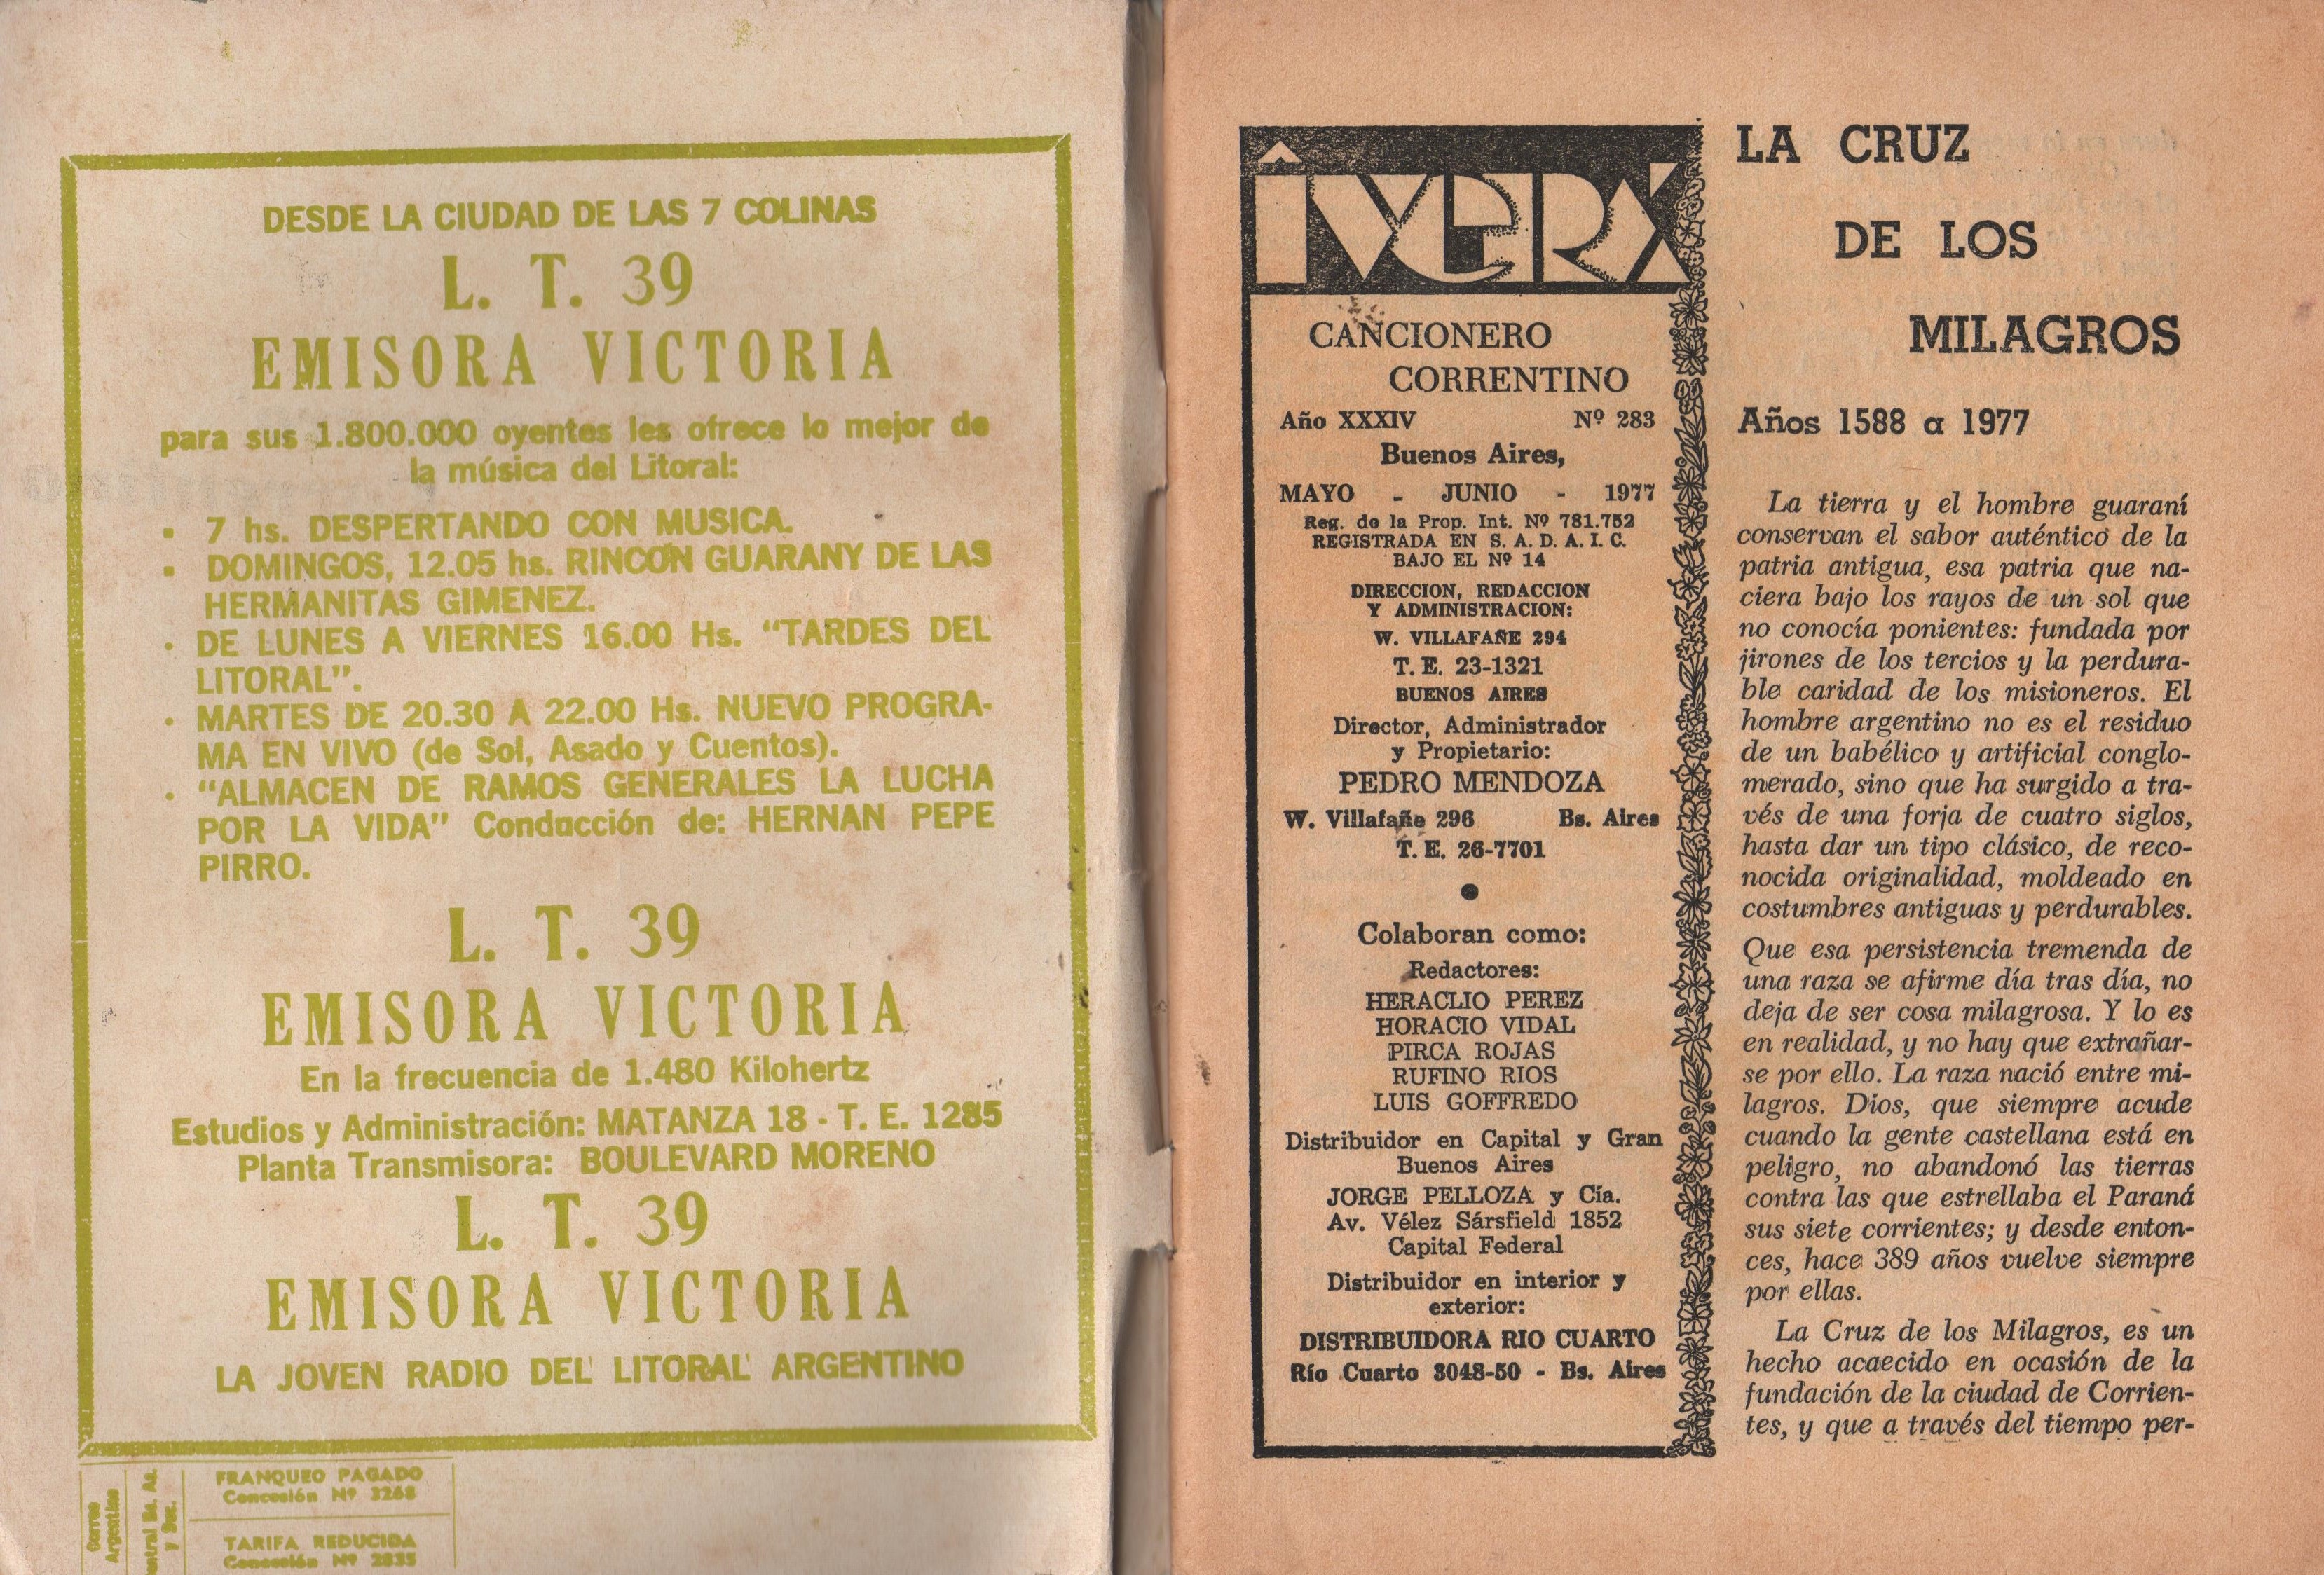 DESDE LA CIUDAD DE LAS 7 COLINAS
L. T. 39
EMISORA VICTORIA
para sus 1.800.000 oyentes les ofrece lo mejor de
la música del Litoral:
• 7 hs. DESPERTANDO CON MUSICA.
• DOMINGOS, 12.05 hs. RINCON GUARANY DE LAS
HERMANITAS GIMENEZ.
• DE LUNES A VIERNES 16.00 Hs. "TARDES DEL
LITORAL".
• MARTES DE 20.30 A 22.00 Hs. NUEVO PROGRA-
MA EN VIVO (de Sol, Asado y Cuentos).
• "ALMACEN DE RAMOS GENERALES LA LUCHA
POR LA VIDA" Conducción de: HERNAN PEPE
PIRRO.
L. T. 39
EMISORA VICTORIA
En la frecuencia de 1.480 Kilohertz
Estudios y Administración: MATANZA 18 - T. E. 1285
Planta Transmisora: BOULEVARD MORENO
L. T. 39
EMISORA VICTORIA
LA JOVEN RADIO DEL LITORAL ARGENTINO
Correo
Argentino
Central Bs. As.
y Suc.
FRANQUEO PAGADO
Concesión Nº 3268
TARIFA REDUCIDA
Concesión Nº 2835
ÎVERÁ
CANCIONERO
CORRENTINO
Año XXXIV Nº 283
Buenos Aires,
MAYO - JUNIO - 1977
Reg. de la Prop. Int. Nº 781.752
REGISTRADA EN S. A. D. A. I. C.
BAJO EL Nº 14
DIRECCION, REDACCION
Y ADMINISTRACION:
W. VILLAFAÑE 294
T. E. 23-1321
BUENOS AIRES
Director, Administrador
y Propietario:
PEDRO MENDOZA
W. Villafañe 296 Bs. Aires
T. E. 26-7701
Colaboran como:
Redactores:
HERACLIO PEREZ
HORACIO VIDAL
PIRCA ROJAS
RUFINO RIOS
LUIS GOFFREDO
Distribuidor en Capital y Gran
Buenos Aires
JORGE PELLOZA y Cía.
Av. Vélez Sársfield 1852
Capital Federal
Distribuidor en interior y
exterior:
DISTRIBUIDORA RIO CUARTO
Río Cuarto 3048-50 - Bs. Aires
LA CRUZ
DE LOS
MILAGROS
Años 1588 a 1977
La tierra y el hombre guaraní
conservan el sabor auténtico de la
patria antigua, esa patria que na-
ciera bajo los rayos de un sol que
no conocía ponientes: fundada por
jirones de los tercios y la perdura-
ble caridad de los misioneros. El
hombre argentino no es el residuo
de un babélico y artificial conglo-
merado, sino que ha surgido a tra-
vés de una forja de cuatro siglos,
hasta dar un tipo clásico, de reco-
nocida originalidad, moldeado en
costumbres antiguas y perdurables.
Que esa persistencia tremenda de
una raza se afirme día tras día, no
deja de ser cosa milagrosa. Y lo es
en realidad, y no hay que extrañar-
se por ello. La raza nació entre mi-
lagros. Dios, que siempre acude
cuando la gente castellana está en
peligro, no abandonó las tierras
contra las que estrellaba el Paraná
sus siete corrientes; y desde enton-
ces, hace 389 años vuelve siempre
por ellas.
La Cruz de los Milagros, es un
hecho acaecido en ocasión de la
fundación de la ciudad de Corrien-
tes, y que a través del tiempo per-